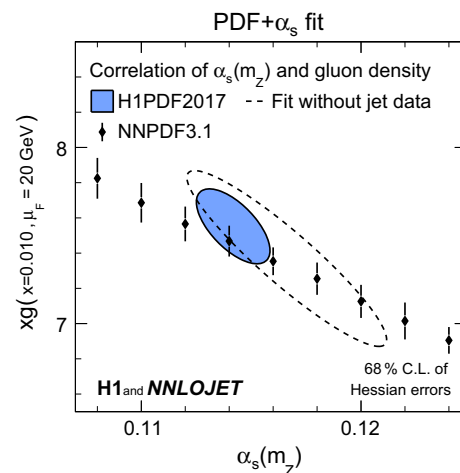 PDF+αs fit
Correlation of αs(mZ) and gluon density
H1PDF2017 Fit without jet data
NNPDF3.1
8
7
xg( x=0.010 , μF = 20 GeV)
H1 and NNLOJET
68 % C.L. of
Hessian errors
0.11 0.12
αs(mZ)